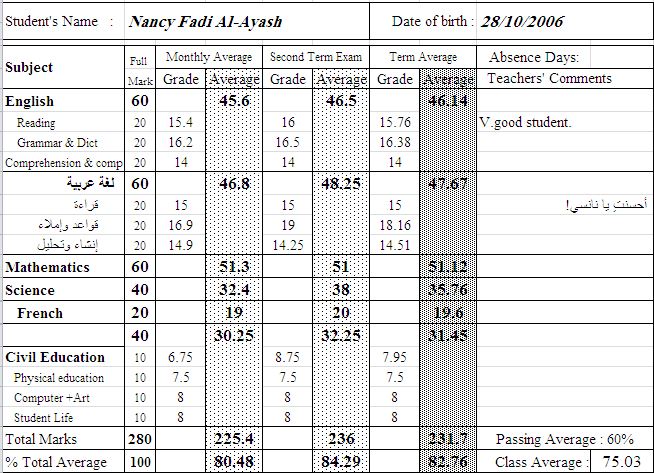 Student's Name : Nancy Fadi Al-Ayash Date of birth : 28/10/2006
Subject Full Mark Monthly Average Second Term Exam Term Average Absence Days:
Grade Average Grade Average Grade Average Teachers' Comments
English 60 45.6 46.5 46.14
Reading 20 15.4 16 15.76 V.good student.
Grammar & Dict 20 16.2 16.5 16.38
Comprehension & comp 20 14 14 14
لغة عربية 60 46.8 48.25 47.67
قراءة 20 15 15 15 أحسنتِ يا نانسي!
قواعد وإملاء 20 16.9 19 18.16
إنشاء وتحليل 20 14.9 14.25 14.51
Mathematics 60 51.3 51 51.12
Science 40 32.4 38 35.76
French 20 19 20 19.6
40 30.25 32.25 31.45
Civil Education 10 6.75 8.75 7.95
Physical education 10 7.5 7.5 7.5
Computer +Art 10 8 8 8
Student Life 10 8 8 8
Total Marks 280 225.4 236 231.7 Passing Average : 60%
% Total Average 100 80.48 84.29 82.76 Class Average : 75.03